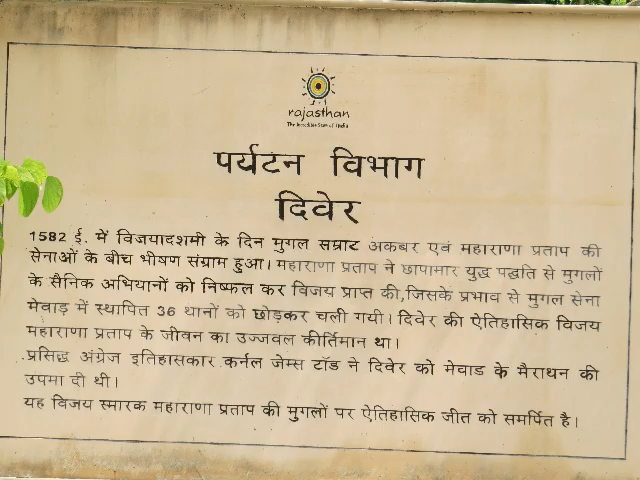 rajasthan
The Incredible State of India
पर्यटन विभाग
दिवेर
1582 ई. में विजयादशमी के दिन मुगल सम्राट अकबर एवं महाराणा प्रताप की
सेनाओं के बीच भीषण संग्राम हुआ। महाराणा प्रताप ने छापामार युद्ध पद्धति से मुगलों
के सैनिक अभियानों को निष्फल कर विजय प्राप्त की,जिसके प्रभाव से मुगल सेना
मेवाड़ में स्थापित 36 थानों को छोड़कर चली गयी। दिवेर की ऐतिहासिक विजय
महाराणा प्रताप के जीवन का उज्जवल कीर्तिमान था।
प्रसिद्ध अंग्रेज इतिहासकार कर्नल जेम्स टॉड ने दिवेर को मेवाड के मैराथन की
उपमा दी थी।
यह विजय स्मारक महाराणा प्रताप की मुगलों पर ऐतिहासिक जीत को समर्पित है।